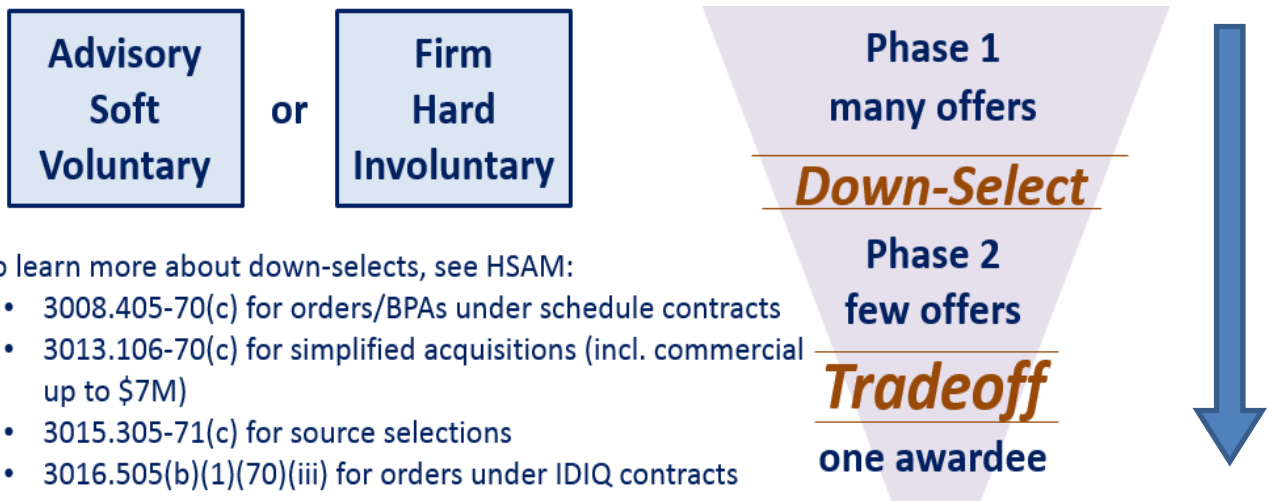 Advisory
Soft
Voluntary
or
Firm
Hard
Involuntary
learn more about down-selects, see HSAM:
• 3008.405-70(c) for orders/BPAs under schedule contracts
• 3013.106-70(c) for simplified acquisitions (incl. commercial
up to $7M)
• 3015.305-71(c) for source selections
• 3016.505(b)(1)(70)(iii) for orders under IDIQ contracts
Phase 1
many offers
Down-Select
Phase 2
few offers
Tradeoff
one awardee